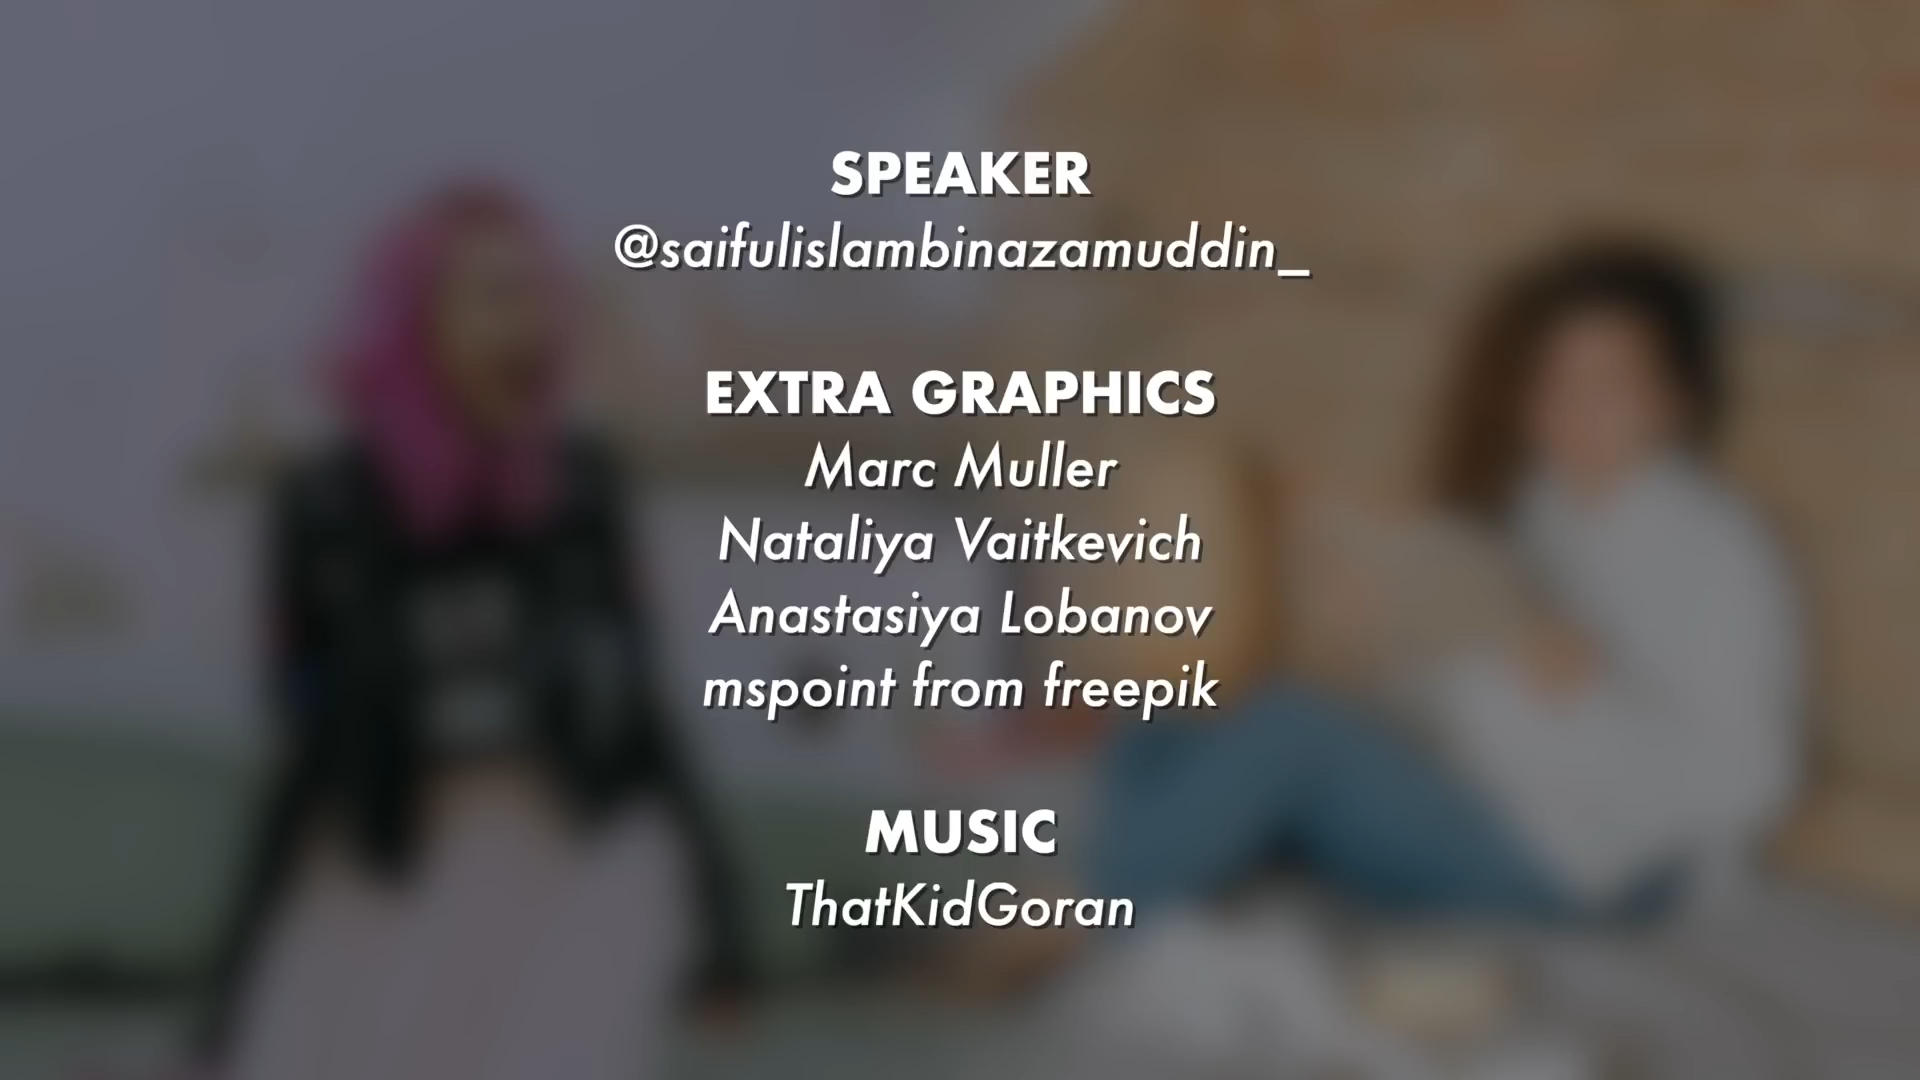 SPEAKER
@saifulislambinazamuddin_
EXTRA GRAPHICS
Marc Muller
Nataliya Vaitkevich
Anastasiya Lobanov
mspoint from freepik
MUSIC
ThatKidGoran